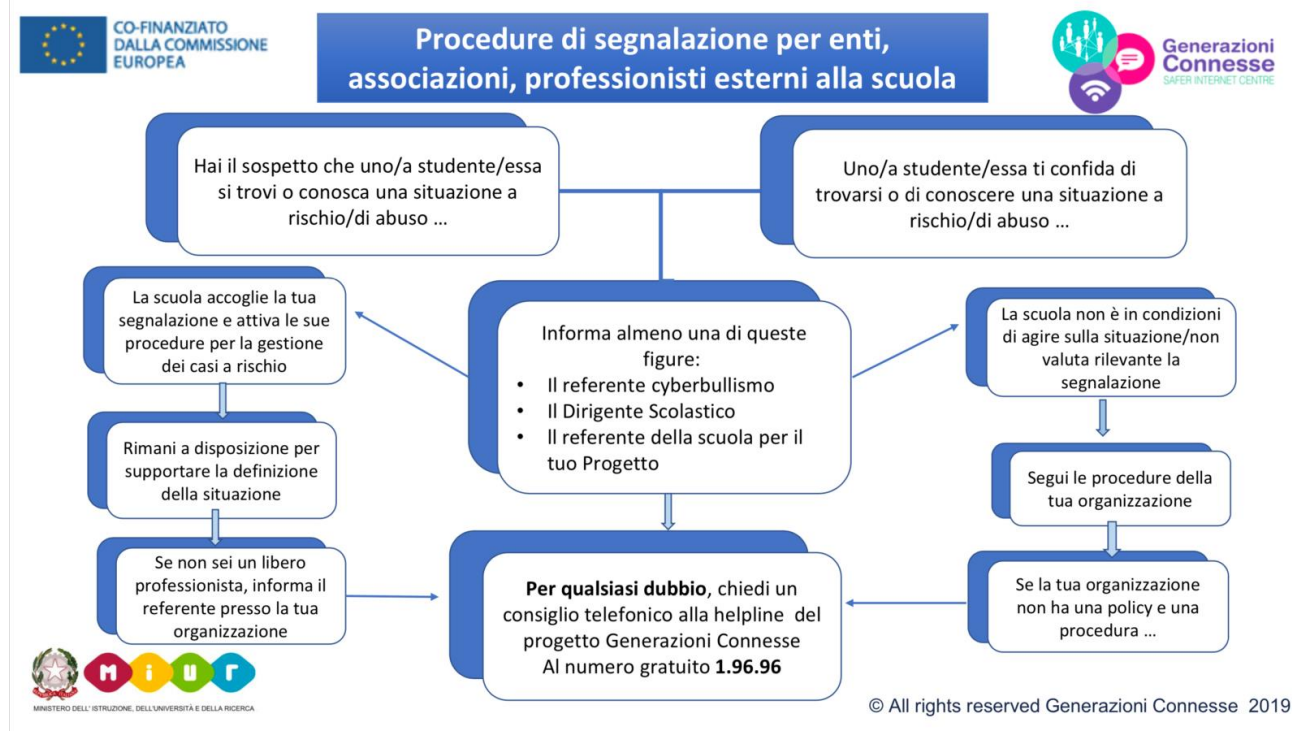 CO-FINANZIATO
DALLA COMMISSIONE
EUROPEA
Procedure di segnalazione per enti,
associazioni, professionisti esterni alla scuola
Generazioni
Connesse
SAFER INTERNET CENTRE
Hai il sospetto che uno/a studente/essa
si trovi o conosca una situazione a
rischio/di abuso ...
Uno/a studente/essa ti confida di
trovarsi o di conoscere una situazione a
rischio/di abuso ...
La scuola accoglie la tua
segnalazione e attiva le sue
procedure per la gestione
dei casi a rischio
Informa almeno una di queste
figure:
• Il referente cyberbullismo
• Il Dirigente Scolastico
• Il referente della scuola per il
tuo Progetto
La scuola non è in condizioni
di agire sulla situazione/non
valuta rilevante la
segnalazione
Rimani a disposizione per
supportare la definizione
della situazione
Segui le procedure della
tua organizzazione
Se non sei un libero
professionista, informa il
referente presso la tua
organizzazione
Per qualsiasi dubbio, chiedi un
consiglio telefonico alla helpline del
progetto Generazioni Connesse
Al numero gratuito 1.96.96
Se la tua organizzazione
non ha una policy e una
procedura ...
miur
MINISTERO DELL' ISTRUZIONE, DELL'UNIVERSITÀ E DELLA RICERCA
© All rights reserved Generazioni Connesse 2019